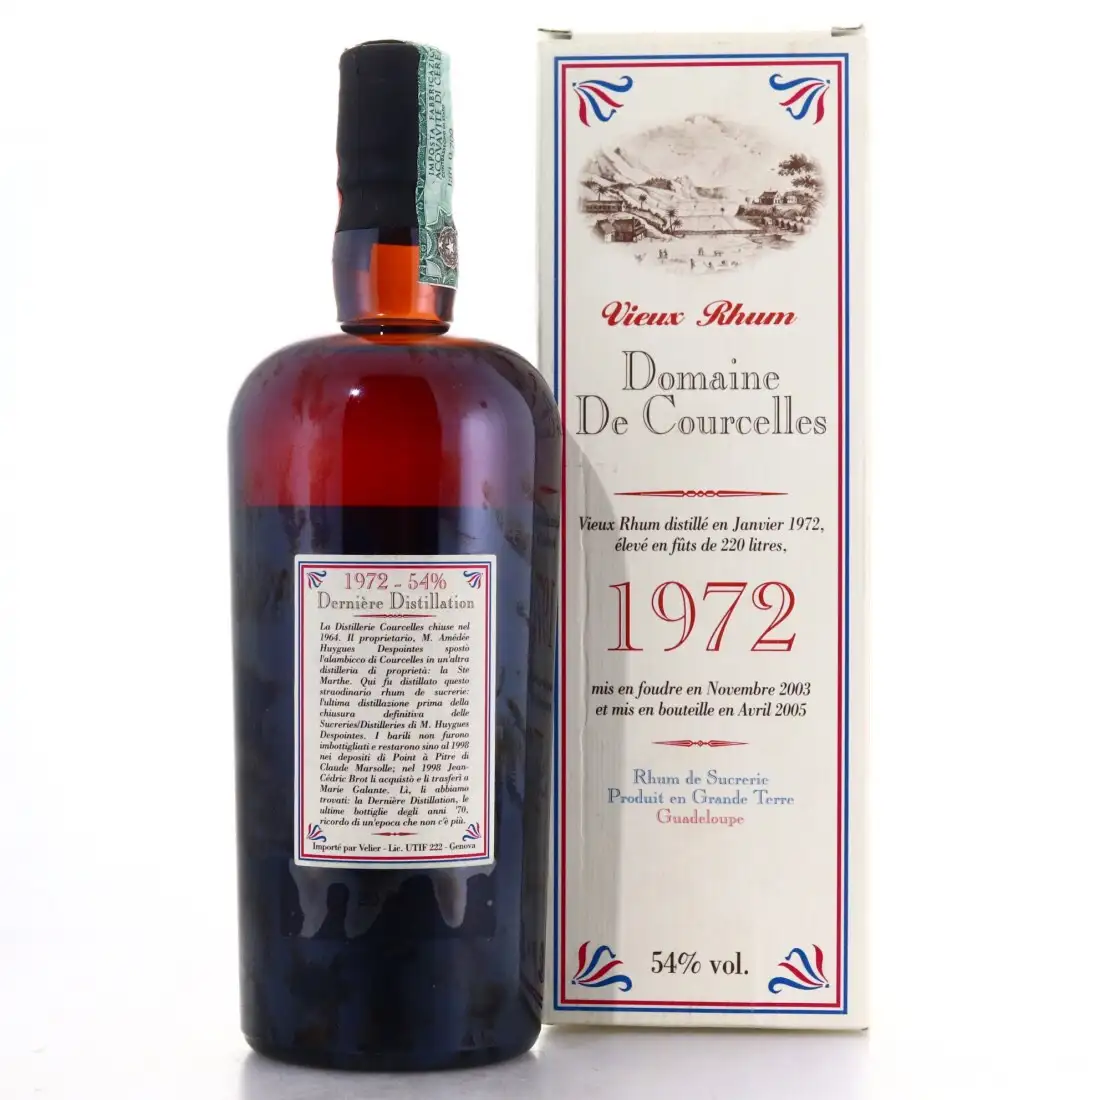 IMPOSTA FABBRICAZIO
ACQUAVITE DI CERE
1972 - 54%
Dernière Distillation
La Distillerie Courcelles chiuse nel
1964. Il proprietario, M. Amédée
Huygues Despointes spostò
l'alambicco di Courcelles in un'altra
distilleria di proprietà: la Ste
Marthe. Qui fu distillato questo
straodinario rhum de sucrerie:
l'ultima distillazione prima della
chiusura definitiva delle
Sucreries/Distilleries di M. Huygues
Despointes. I barili non furono
imbottigliati e restarono sino al 1998
nei depositi di Point à Pitre di
Claude Marsolle; nel 1998 Jean-
Cédric Brot li acquistò e li trasferì a
Marie Galante. Lì, li abbiamo
trovati: la Dernière Distillation, le
ultime bottiglie degli anni '70,
ricordo di un'epoca che non c'è più.
Importé par Velier - Lic. UTIF 222 - Genova
Vieux Rhum
Domaine
De Courcelles
Vieux Rhum distillé en Janvier 1972,
élevé en fûts de 220 litres,
1972
mis en foudre en Novembre 2003
et mis en bouteille en Avril 2005
Rhum de Sucrerie
Produit en Grande Terre
Guadeloupe
54% vol.